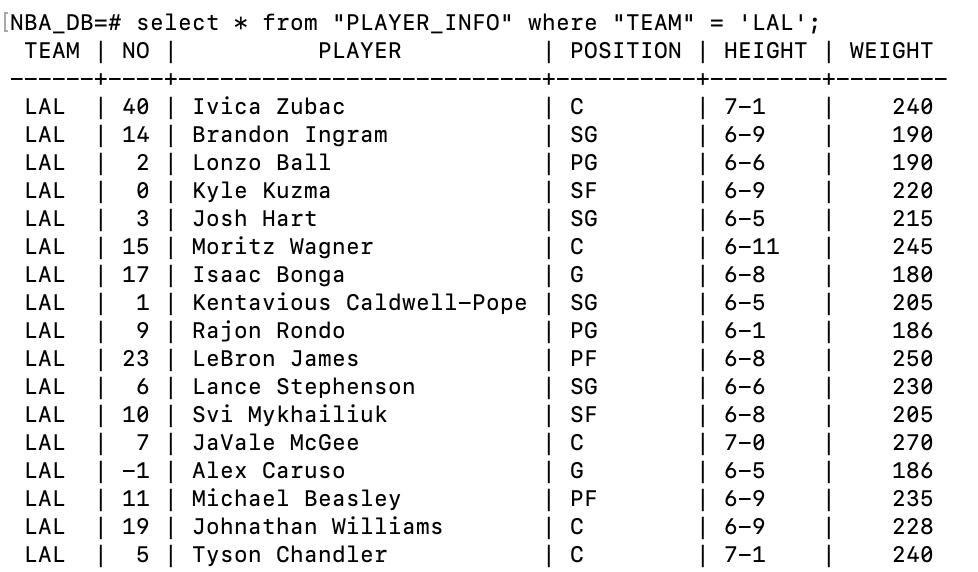 [NBA_DB=# select * from "PLAYER_INFO" where "TEAM" = 'LAL';
 TEAM | NO |           PLAYER            | POSITION | HEIGHT | WEIGHT
------+----+-----------------------------+----------+--------+--------
 LAL  | 40 | Ivica Zubac                 | C        | 7-1    |    240
 LAL  | 14 | Brandon Ingram              | SG       | 6-9    |    190
 LAL  |  2 | Lonzo Ball                  | PG       | 6-6    |    190
 LAL  |  0 | Kyle Kuzma                  | SF       | 6-9    |    220
 LAL  |  3 | Josh Hart                   | SG       | 6-5    |    215
 LAL  | 15 | Moritz Wagner               | C        | 6-11   |    245
 LAL  | 17 | Isaac Bonga                 | G        | 6-8    |    180
 LAL  |  1 | Kentavious Caldwell-Pope    | SG       | 6-5    |    205
 LAL  |  9 | Rajon Rondo                 | PG       | 6-1    |    186
 LAL  | 23 | LeBron James                | PF       | 6-8    |    250
 LAL  |  6 | Lance Stephenson            | SG       | 6-6    |    230
 LAL  | 10 | Svi Mykhailiuk              | SF       | 6-8    |    205
 LAL  |  7 | JaVale McGee                | C        | 7-0    |    270
 LAL  | -1 | Alex Caruso                 | G        | 6-5    |    186
 LAL  | 11 | Michael Beasley             | PF       | 6-9    |    235
 LAL  | 19 | Johnathan Williams          | C        | 6-9    |    228
 LAL  |  5 | Tyson Chandler              | C        | 7-1    |    240